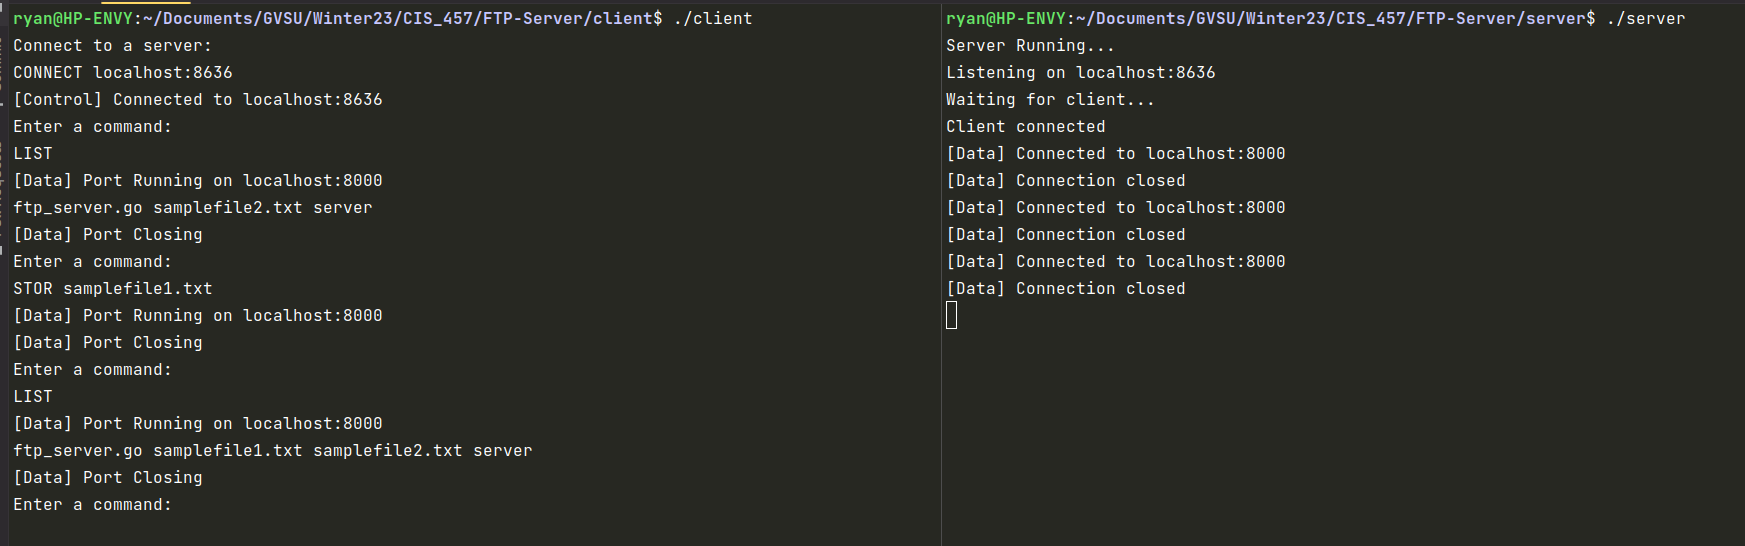 ryan@HP-ENVY:~/Documents/GVSU/Winter23/CIS_457/FTP-Server/client$ ./client
Connect to a server:
CONNECT localhost:8636
[Control] Connected to localhost:8636
Enter a command:
LIST
[Data] Port Running on localhost:8000
ftp_server.go samplefile2.txt server
[Data] Port Closing
Enter a command:
STOR samplefile1.txt
[Data] Port Running on localhost:8000
[Data] Port Closing
Enter a command:
LIST
[Data] Port Running on localhost:8000
ftp_server.go samplefile1.txt samplefile2.txt server
[Data] Port Closing
Enter a command:
ryan@HP-ENVY:~/Documents/GVSU/Winter23/CIS_457/FTP-Server/server$ ./server
Server Running...
Listening on localhost:8636
Waiting for client...
Client connected
[Data] Connected to localhost:8000
[Data] Connection closed
[Data] Connected to localhost:8000
[Data] Connection closed
[Data] Connected to localhost:8000
[Data] Connection closed